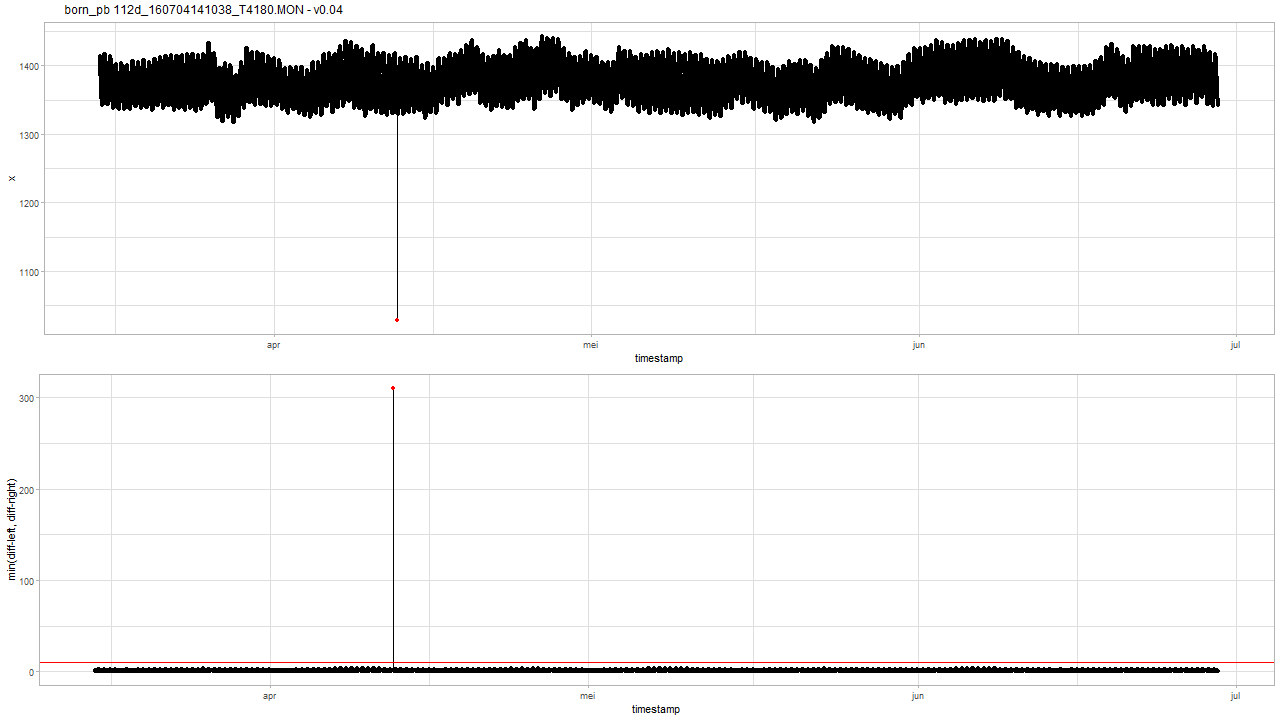 born_pb 112d_160704141038_T4180.MON - v0.04
1400
1300
1200
1100
x
apr
mei
jun
jul
timestamp
300
200
100
0
min(diff-left, diff-right)
apr
mei
jun
jul
timestamp